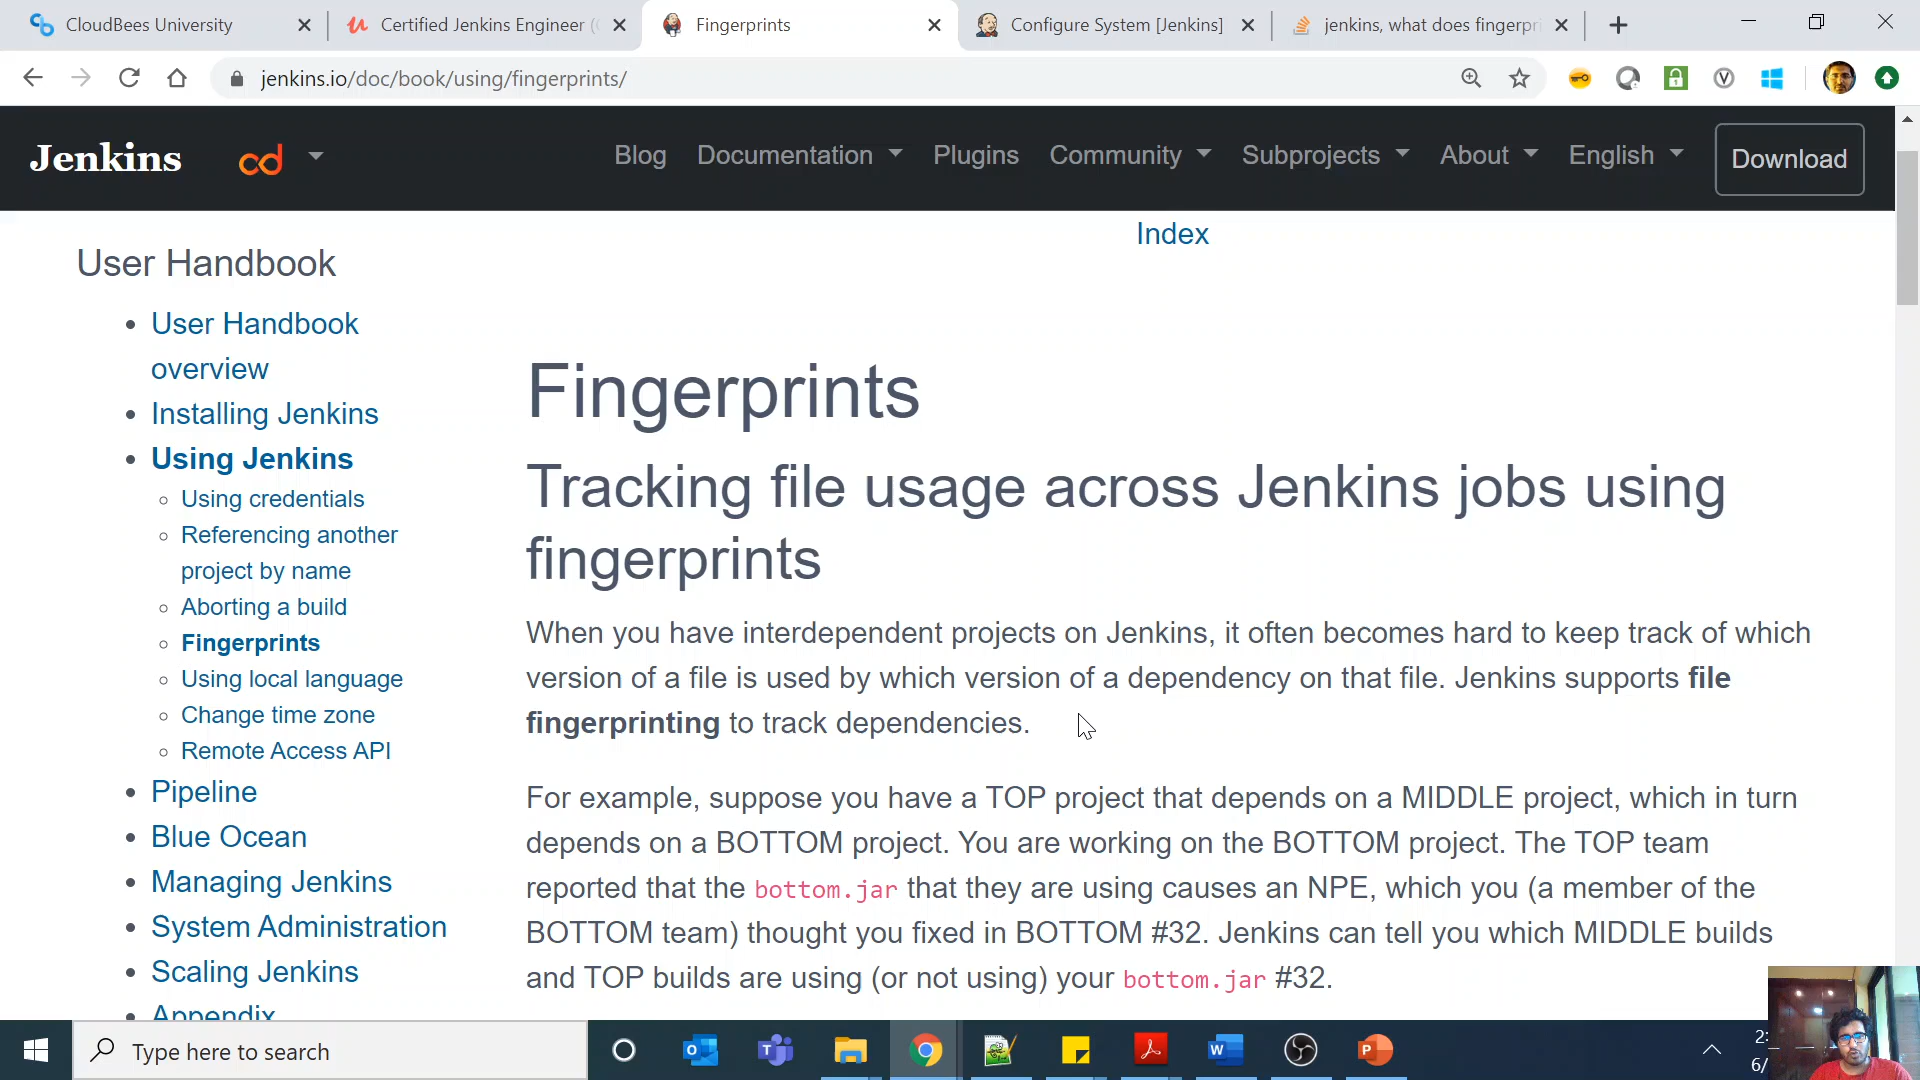 CloudBees University
Certified Jenkins Engineer (
Fingerprints
Configure System [Jenkins]
jenkins, what does fingerpri
jenkins.io/doc/book/using/fingerprints/
Jenkins
cd
Blog
Documentation
Plugins
Community
Subprojects
About
English
Download
Index
User Handbook
User Handbook
overview
Installing Jenkins
Using Jenkins
Using credentials
Referencing another
project by name
Aborting a build
Fingerprints
Using local language
Change time zone
Remote Access API
Pipeline
Blue Ocean
Managing Jenkins
System Administration
Scaling Jenkins
Appendix
Fingerprints
Tracking file usage across Jenkins jobs using
fingerprints
When you have interdependent projects on Jenkins, it often becomes hard to keep track of which
version of a file is used by which version of a dependency on that file. Jenkins supports file
fingerprinting to track dependencies.
For example, suppose you have a TOP project that depends on a MIDDLE project, which in turn
depends on a BOTTOM project. You are working on the BOTTOM project. The TOP team
reported that the bottom.jar that they are using causes an NPE, which you (a member of the
BOTTOM team) thought you fixed in BOTTOM #32. Jenkins can tell you which MIDDLE builds
and TOP builds are using (or not using) your bottom.jar #32.
Type here to search
2:
6/